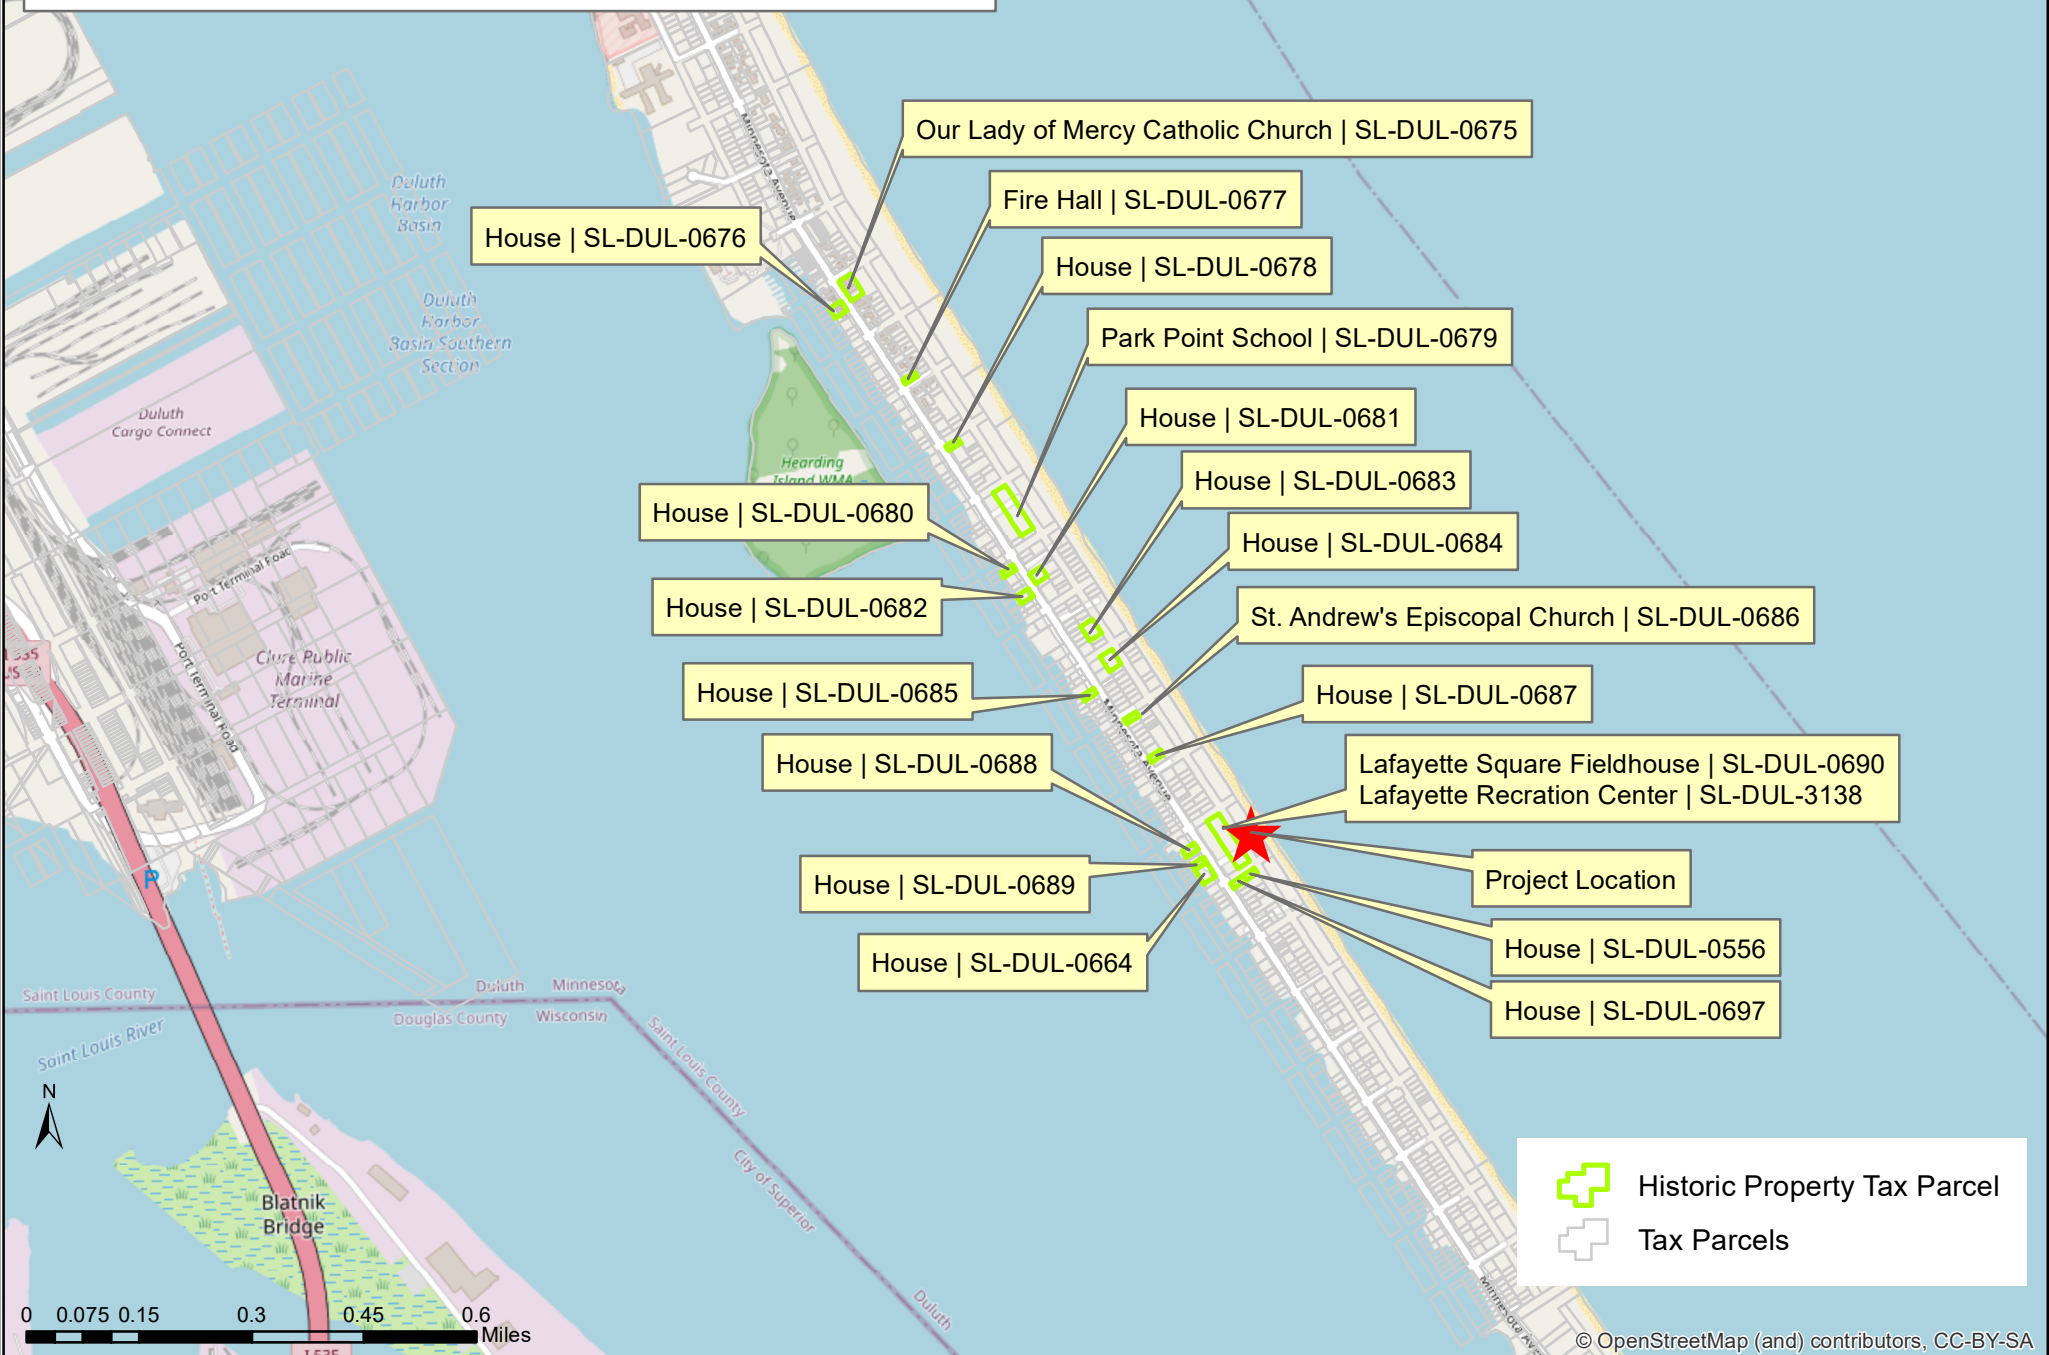 Minnesota Avenue
Our Lady of Mercy Catholic Church | SL-DUL-0675
Duluth
Harbor
Basin
Fire Hall | SL-DUL-0677
House | SL-DUL-0676
House | SL-DUL-0678
Duluth
Harbor
Basin Southern
Section
Park Point School | SL-DUL-0679
Duluth
Cargo Connect
House | SL-DUL-0681
Hearding
Island WMA
House | SL-DUL-0683
House | SL-DUL-0680
House | SL-DUL-0684
Port Terminal Road
House | SL-DUL-0682
St. Andrew's Episcopal Church | SL-DUL-0686
Clure Public
Marine
Terminal
Port Terminal Road
House | SL-DUL-0685
House | SL-DUL-0687
Minnesota Avenue
House | SL-DUL-0688
Lafayette Square Fieldhouse | SL-DUL-0690
Lafayette Recration Center | SL-DUL-3138
P
House | SL-DUL-0689
Project Location
House | SL-DUL-0664
House | SL-DUL-0556
House | SL-DUL-0697
Saint Louis County
Duluth
Minnesota
Douglas County
Wisconsin
Saint Louis River
Saint Louis County
City of Superior
Duluth
N
Blatnik
Bridge
Historic Property Tax Parcel
Tax Parcels
0 0.075 0.15 0.3 0.45 0.6
Miles
© OpenStreetMap (and) contributors, CC-BY-SA